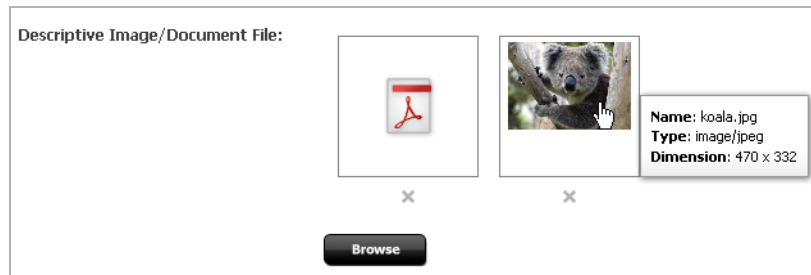 Descriptive Image/Document File:
Name: koala.jpg
Type: image/jpeg
Dimension: 470 x 332
Browse